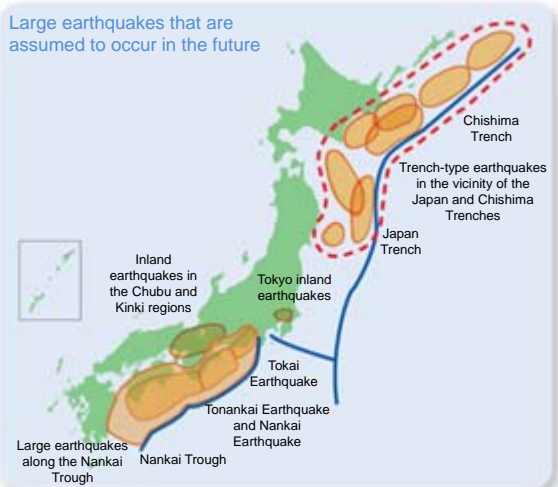 Large earthquakes that are
assumed to occur in the future
Chishima
Trench
Trench-type earthquakes
in the vicinity of the
Japan and Chishima
Trenches
Japan
Trench
Inland
earthquakes in
the Chubu and
Kinki regions
Tokyo inland
earthquakes
Tokai
Earthquake
Tonankai Earthquake
and Nankai
Earthquake
Large earthquakes
along the Nankai
Trough
Nankai Trough